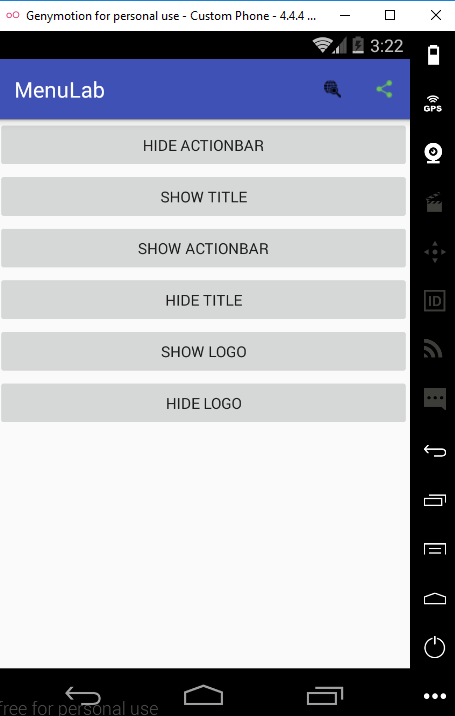 Genymotion for personal use - Custom Phone - 4.4.4 ...
3:22
MenuLab
GPS
HIDE ACTIONBAR
SHOW TITLE
SHOW ACTIONBAR
HIDE TITLE
ID
SHOW LOGO
HIDE LOGO
free for personal use